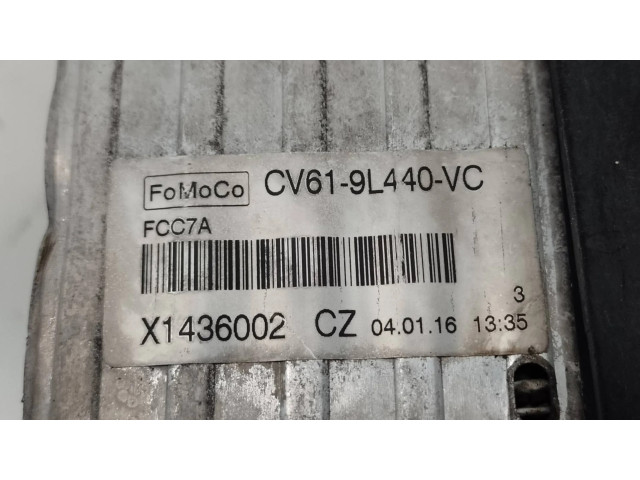 FoMoCo CV61-9L440-VC
FCC7A
3
X1436002 CZ 04.01.16 13:35